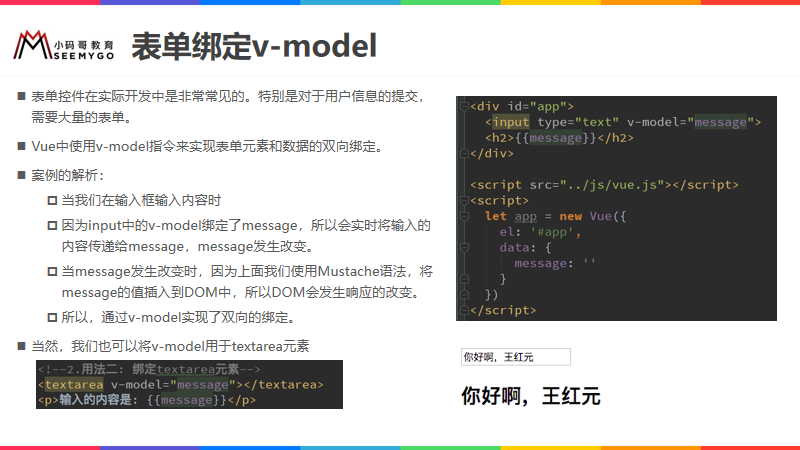 小码哥教育
SEEMYGO
表单绑定v-model
表单控件在实际开发中是非常常见的。特别是对于用户信息的提交，
需要大量的表单。
Vue中使用v-model指令来实现表单元素和数据的双向绑定。
案例的解析：
当我们在输入框输入内容时
因为input中的v-model绑定了message，所以会实时将输入的
内容传递给message，message发生改变。
当message发生改变时，因为上面我们使用Mustache语法，将
message的值插入到DOM中，所以DOM会发生响应的改变。
所以，通过v-model实现了双向的绑定。
当然，我们也可以将v-model用于textarea元素
<!--2.用法二: 绑定textarea元素-->
<textarea v-model="message"></textarea>
<p>输入的内容是: {{message}}</p>
<div id="app">
<input type="text" v-model="message">
<h2>{{message}}</h2>
</div>
<script src="../js/vue.js"></script>
<script>
let app = new Vue({
el: '#app',
data: {
message: ''
}
})
</script>
你好啊，王红元
你好啊，王红元